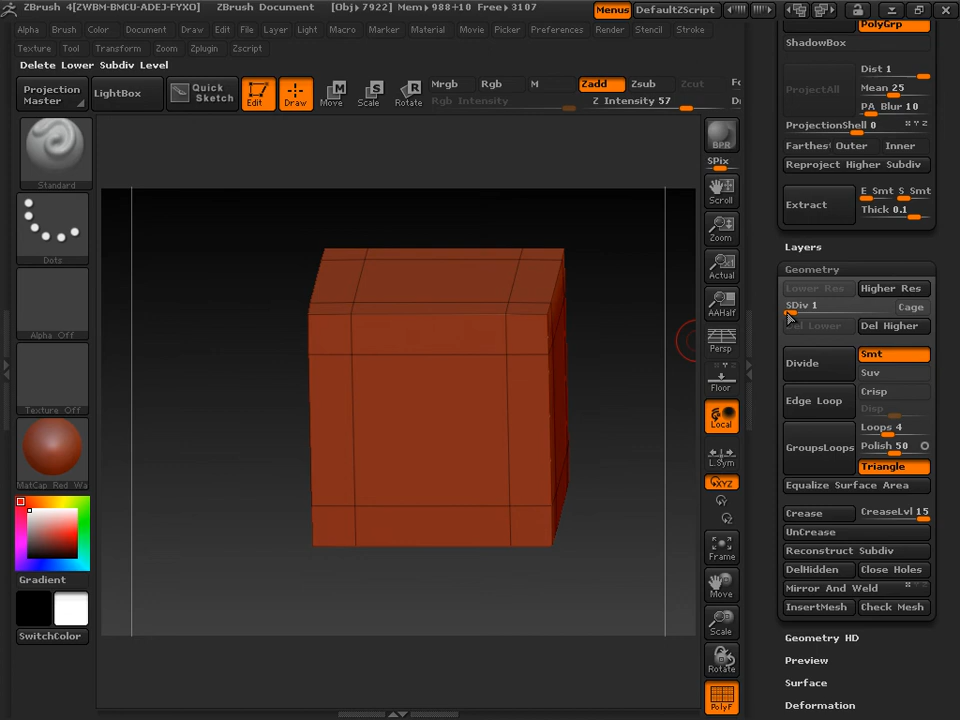 ZBrush 4[ZWBM-BMCU-ADEJ-FYXO] ZBrush Document [Obj▸7922] Mem▸988+10 Free▸3107 Menus DefaultZScript
Alpha Brush Color Document Draw Edit File Layer Light Macro Marker Material Movie Picker Preferences Render Stencil Stroke
Texture Tool Transform Zoom Zplugin Zscript
Delete Lower Subdiv Level
Projection Master
LightBox
Quick Sketch
Edit
Draw
Move
Scale
Rotate
Mrgb Rgb M Zadd Zsub Zcut
Rgb Intensity Z Intensity 57
Standard
Dots
Alpha Off
Texture Off
MatCap Red Wa
Gradient
SwitchColor
BPR
SPix
Scroll
Zoom
Actual
AAHalf
Persp
Floor
Local
L.Sym
XYZ
Y
Z
Frame
Move
Scale
Rotate
PolyF
PolyGrp
ShadowBox
Dist 1
ProjectAll
Mean 25
PA Blur 10
ProjectionShell 0 X Y Z
Farthest Outer Inner
Reproject Higher Subdiv
E Smt S Smt
Extract
Thick 0.1
Layers
Geometry
Lower Res Higher Res
SDiv 1 Cage
Del Lower Del Higher
Divide
Smt
Suv
Edge Loop
Crisp
Disp
GroupsLoops
Loops 4
Polish 50
Triangle
Equalize Surface Area
Crease CreaseLvl 15
UnCrease
Reconstruct Subdiv
DelHidden Close Holes
Mirror And Weld
InsertMesh Check Mesh
Geometry HD
Preview
Surface
Deformation